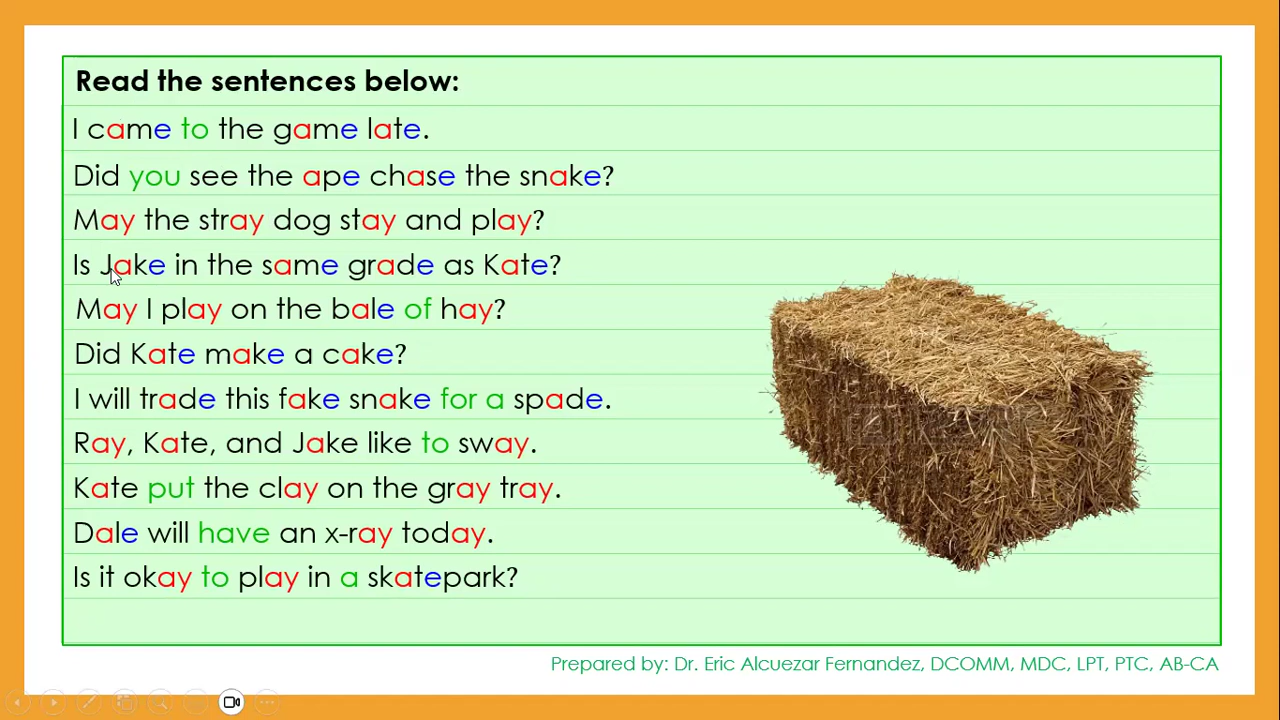 Read the sentences below:
I came to the game late.
Did you see the ape chase the snake?
May the stray dog stay and play?
Is Jake in the same grade as Kate?
May I play on the bale of hay?
Did Kate make a cake?
I will trade this fake snake for a spade.
Ray, Kate, and Jake like to sway.
Kate put the clay on the gray tray.
Dale will have an x-ray today.
Is it okay to play in a skatepark?
Prepared by: Dr. Eric Alcuezar Fernandez, DCOMM, MDC, LPT, PTC, AB-CA